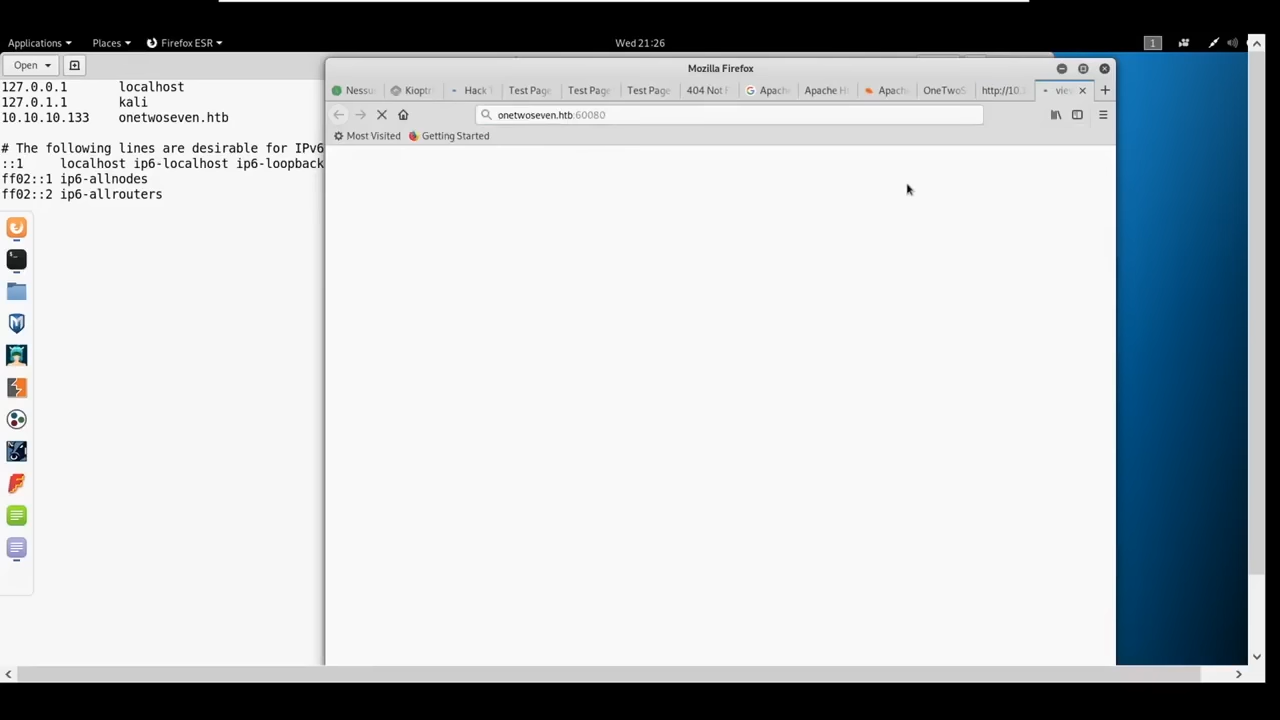 Applications
Places
Firefox ESR
Wed 21:26
1
Open
Mozilla Firefox
127.0.0.1 localhost
127.0.1.1 kali
10.10.10.133 onetwoseven.htb
# The following lines are desirable for IPv6
::1 localhost ip6-localhost ip6-loopback
ff02::1 ip6-allnodes
ff02::2 ip6-allrouters
Nessu
Kioptr
Hack
Test Page
Test Page
Test Page
404 Not F
Apache
Apache H
Apach
OneTwoS
http://10.
view
onetwoseven.htb:60080
Most Visited
Getting Started